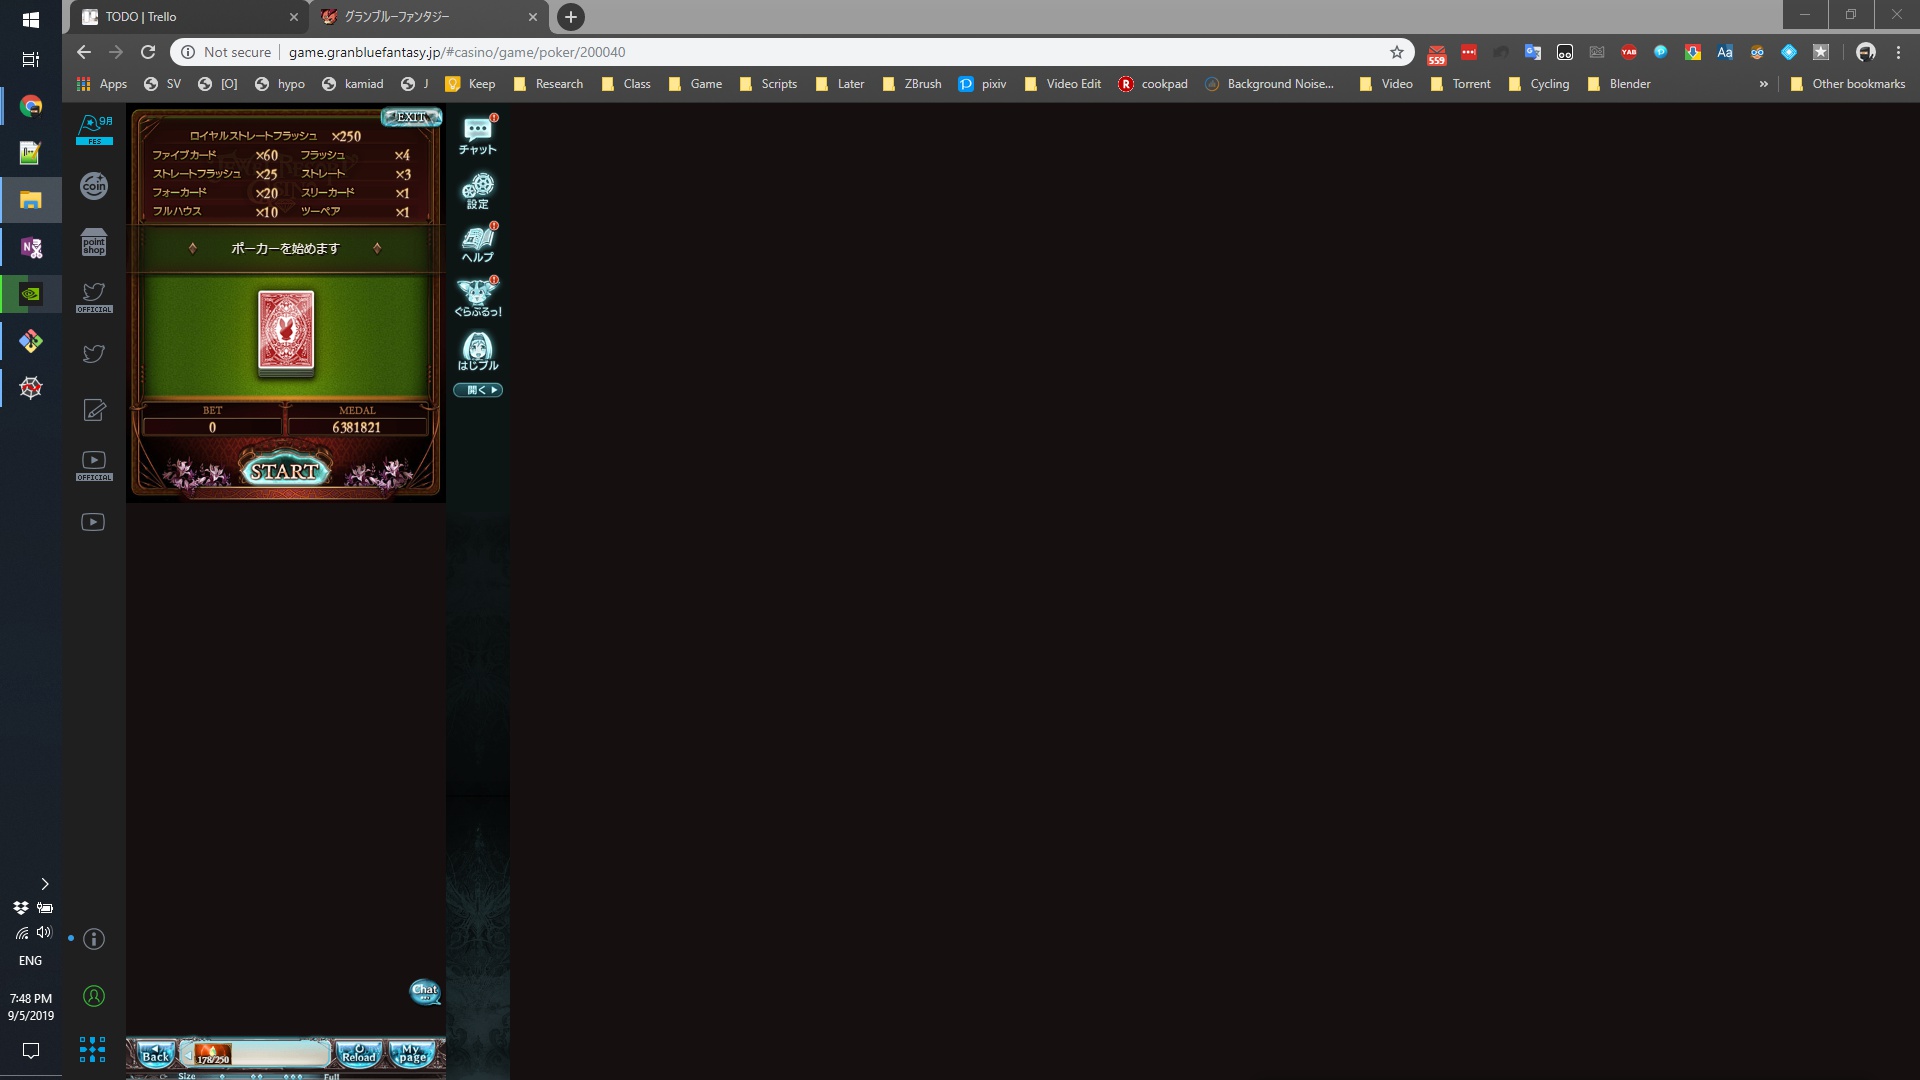 TODO | Trello
グランブルーファンタジー
Not secure
game.granbluefantasy.jp/#casino/game/poker/200040
559
Apps SV [O] hypo kamiad J Keep Research Class Game Scripts Later ZBrush pixiv Video Edit cookpad Background Noise... Video Torrent Cycling Blender » Other bookmarks
9月
FES
coin
point shop
OFFICIAL
OFFICIAL
EXIT
ロイヤルストレートフラッシュ ×250
ファイブカード ×60 フラッシュ ×4
ストレートフラッシュ ×25 ストレート ×3
フォーカード ×20 スリーカード ×1
フルハウス ×10 ツーペア ×1
ポーカーを始めます
BET MEDAL
0 6381821
START
チャット
設定
ヘルプ
ぐらぶるっ!
はじブル
開く
Chat
Back
178/250
Reload
My page
Size
Full
ENG
7:48 PM
9/5/2019